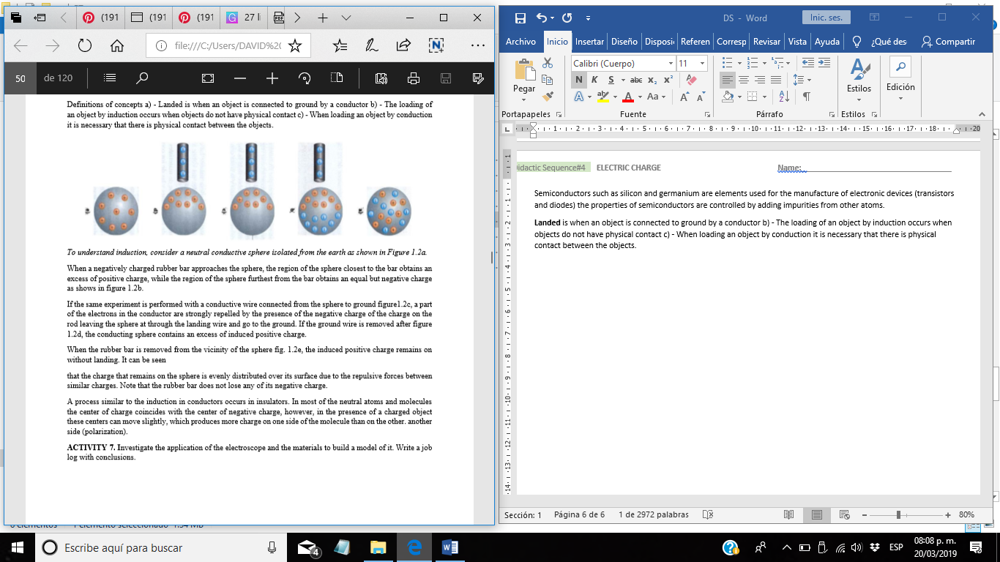 (191
(191
(191
27 li
file:///C:/Users/DAVID%20
50
de 120
Definitions of concepts a) - Landed is when an object is connected to ground by a conductor b) - The loading of
an object by induction occurs when objects do not have physical contact c) - When loading an object by conduction
it is necessary that there is physical contact between the objects.
To understand induction, consider a neutral conductive sphere isolated from the earth as shown in Figure 1.2a.
When a negatively charged rubber bar approaches the sphere, the region of the sphere closest to the bar obtains an
excess of positive charge, while the region of the sphere furthest from the bar obtains an equal but negative charge
as shows in figure 1.2b.
If the same experiment is performed with a conductive wire connected from the sphere to ground figure1.2c, a part
of the electrons in the conductor are strongly repelled by the presence of the negative charge of the charge on the
rod leaving the sphere at through the landing wire and go to the ground. If the ground wire is removed after figure
1.2d, the conducting sphere contains an excess of induced positive charge.
When the rubber bar is removed from the vicinity of the sphere fig. 1.2e, the induced positive charge remains on
without landing. It can be seen
that the charge that remains on the sphere is evenly distributed over its surface due to the repulsive forces between
similar charges. Note that the rubber bar does not lose any of its negative charge.
A process similar to the induction in conductors occurs in insulators. In most of the neutral atoms and molecules
the center of charge coincides with the center of negative charge, however, in the presence of a charged object
these centers can move slightly, which produces more charge on one side of the molecule than on the other. another
side (polarization).
ACTIVITY 7. Investigate the application of the electroscope and the materials to build a model of it. Write a job
log with conclusions.
DS - Word
Inic. ses.
Archivo Inicio Insertar Diseño Disposi Referen Corresp Revisar Vista Ayuda ¿Qué des Compartir
Calibri (Cuerpo) 11
Pegar
N K S abc x₂ x²
A aby A Aa A A
Estilos
Edición
Portapapeles Fuente Párrafo Estilos
1 2 3 4 5 6 7 8 9 10 11 12 13 14 15 16 17 18 20
Didactic Sequence#4 ELECTRIC CHARGE Name:
Semiconductors such as silicon and germanium are elements used for the manufacture of electronic devices (transistors
and diodes) the properties of semiconductors are controlled by adding impurities from other atoms.
Landed is when an object is connected to ground by a conductor b) - The loading of an object by induction occurs when
objects do not have physical contact c) - When loading an object by conduction it is necessary that there is physical
contact between the objects.
Sección: 1 Página 6 de 6 1 de 2972 palabras 80%
Escribe aquí para buscar
4
ESP
08:08 p. m.
20/03/2019